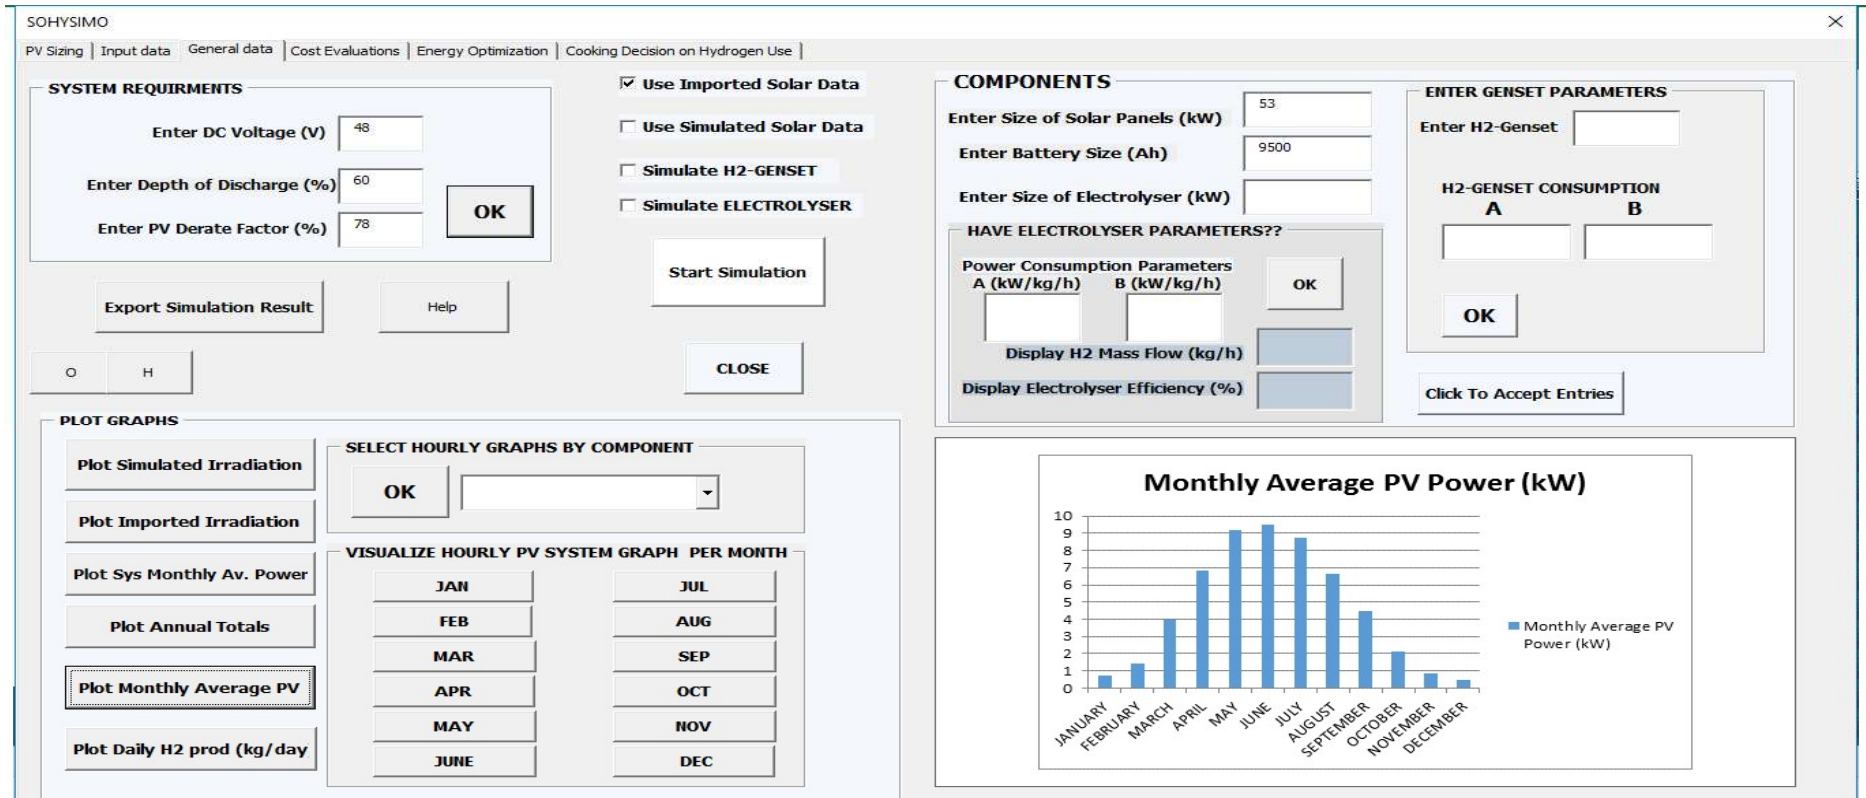 SOHYSIMO
PV Sizing | Input data | General data | Cost Evaluations | Energy Optimization | Cooking Decision on Hydrogen Use |
SYSTEM REQUIRMENTS
Enter DC Voltage (V) 48
Enter Depth of Discharge (%) 60
Enter PV Derate Factor (%) 78
OK
Export Simulation Result
Help
O
H
Use Imported Solar Data
Use Simulated Solar Data
Simulate H2-GENSET
Simulate ELECTROLYSER
Start Simulation
CLOSE
COMPONENTS
Enter Size of Solar Panels (kW) 53
Enter Battery Size (Ah) 9500
Enter Size of Electrolyser (kW)
HAVE ELECTROLYSER PARAMETERS??
Power Consumption Parameters
A (kW/kg/h) B (kW/kg/h)
OK
Display H2 Mass Flow (kg/h)
Display Electrolyser Efficiency (%)
ENTER GENSET PARAMETERS
Enter H2-Genset
H2-GENSET CONSUMPTION
A B
OK
Click To Accept Entries
PLOT GRAPHS
Plot Simulated Irradiation
Plot Imported Irradiation
Plot Sys Monthly Av. Power
Plot Annual Totals
Plot Monthly Average PV
Plot Daily H2 prod (kg/day
SELECT HOURLY GRAPHS BY COMPONENT
OK
VISUALIZE HOURLY PV SYSTEM GRAPH PER MONTH
JAN JUL
FEB AUG
MAR SEP
APR OCT
MAY NOV
JUNE DEC
Monthly Average PV Power (kW)
10
9
8
7
6
5
4
3
2
1
0
JANUARY
FEBRUARY
MARCH
APRIL
MAY
JUNE
JULY
AUGUST
SEPTEMBER
OCTOBER
NOVEMBER
DECEMBER
Monthly Average PV
Power (kW)